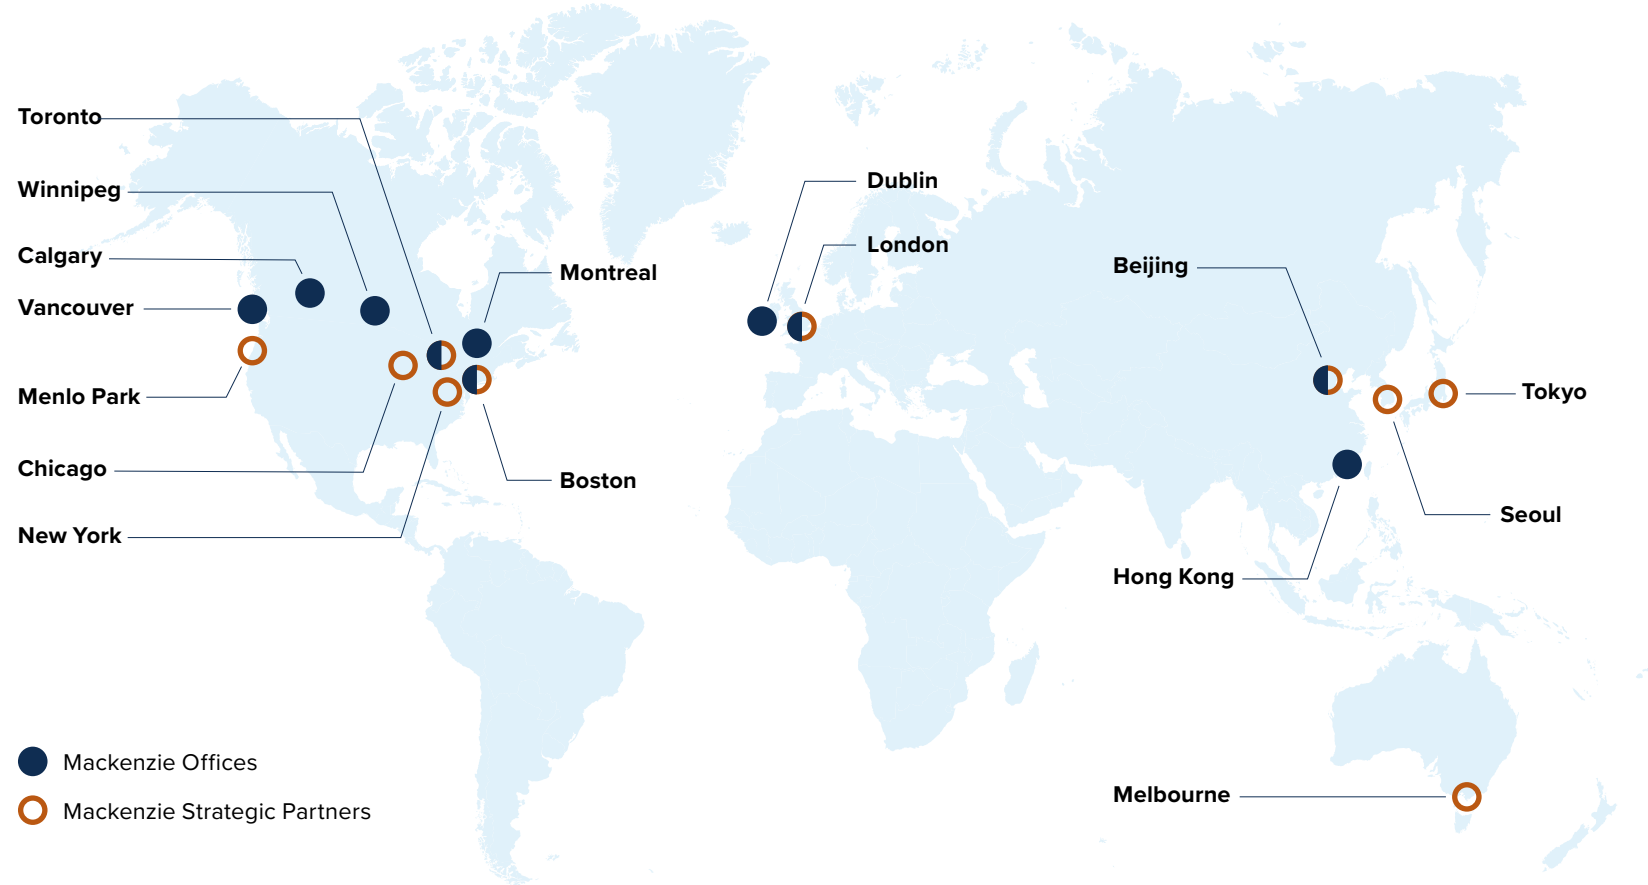 Toronto
Winnipeg
Calgary
Vancouver
Menlo Park
Chicago
New York
Montreal
Boston
Dublin
London
Beijing
Tokyo
Seoul
Hong Kong
Melbourne
Mackenzie Offices
Mackenzie Strategic Partners